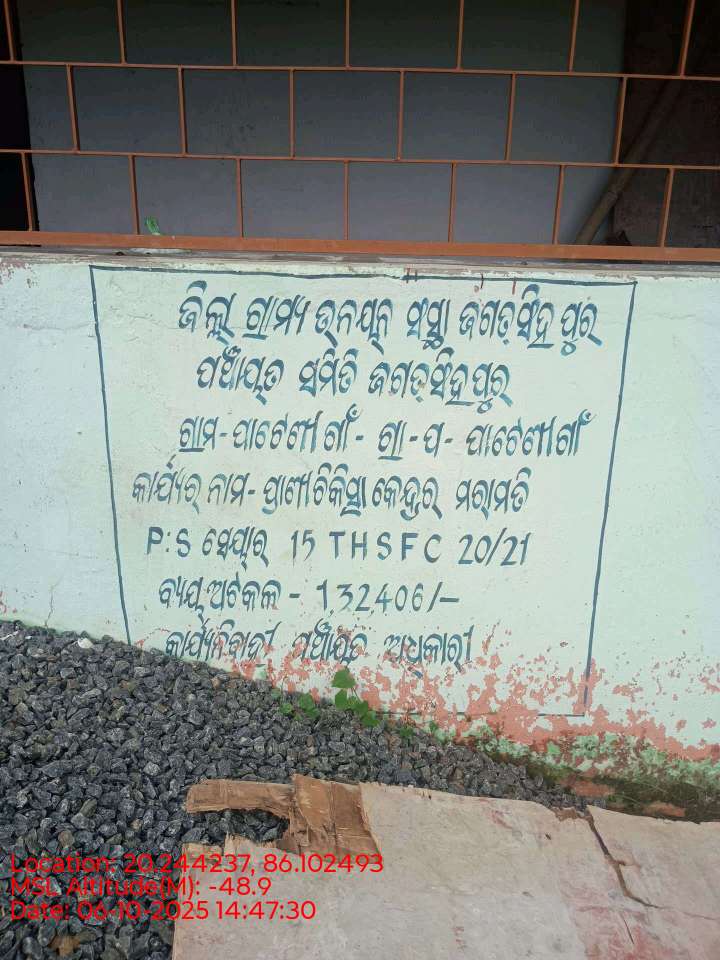 ଜିଲ୍ଲା ଗ୍ରାମ୍ୟ ଉନ୍ନୟନ ସଂସ୍ଥା ଜଗତସିଂହପୁର
ପଞ୍ଚାୟତ ସମିତି ଜଗତସିଂହପୁର
ଗ୍ରାମ - ପାଟେଣୀଗାଁ - ଗ୍ରା - ପ - ପାଟେଣୀଗାଁ
କାର୍ଯ୍ୟର ନାମ - ପ୍ରାଣୀଚିକିତ୍ସା କେନ୍ଦ୍ରର ମରାମତି
P:S ସେୟାର 15 THSFC 20/21
ବ୍ୟୟ ଅଟକଳ - 1,32,406/-
କାର୍ଯ୍ୟନିର୍ବାହୀ ପଞ୍ଚାୟତ ଅଧିକାରୀ
Location: 20.244237, 86.102493
MSL Altitude(M): -48.9
Date: 06-10-2025 14:47:30